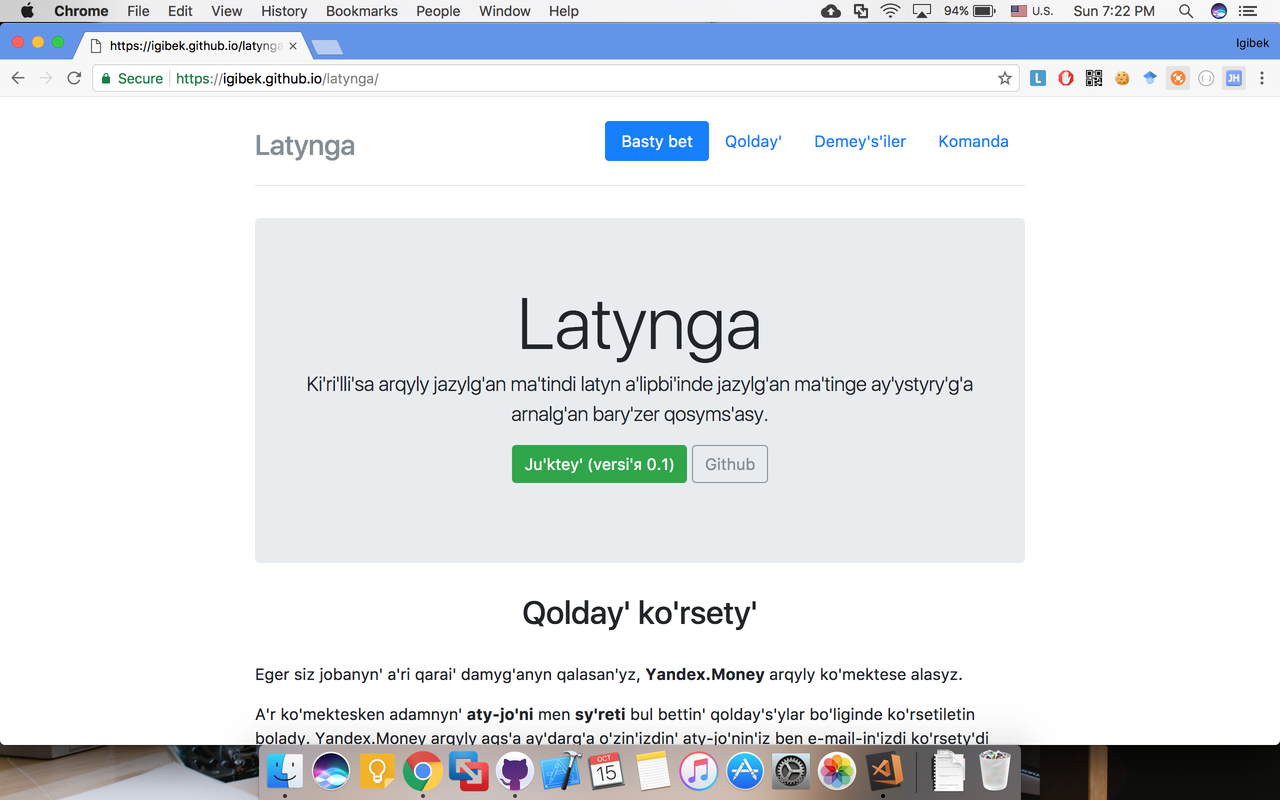 Chrome File Edit View History Bookmarks People Window Help 94% U.S. Sun 7:22 PM
https://igibek.github.io/latynga Igibek
Secure https://igibek.github.io/latynga/
Latynga Basty bet Qolday' Demey's'iler Komanda
Latynga
Ki'ri'lli'sa arqyly jazylg'an ma'tindi latyn a'lipbi'inde jazylg'an ma'tinge ay'ystyry'g'a
arnalg'an bary'zer qosyms'asy.
Ju'ktey' (versi'я 0.1) Github
Qolday' ko'rsety'
Eger siz jobanyn' a'ri qarai' damyg'anyn qalasan'yz, Yandex.Money arqyly ko'mektese alasyz.
A'r ko'mektesken adamnyn' aty-jo'ni men sy'reti bul bettin' qolday's'ylar bo'liginde ko'rsetiletin
bolady. Yandex.Money arqyly aqs'a ay'darg'a o'zin'izdin' aty-jo'nin'iz ben e-mail-in'izdi ko'rsety'di
OCT
15